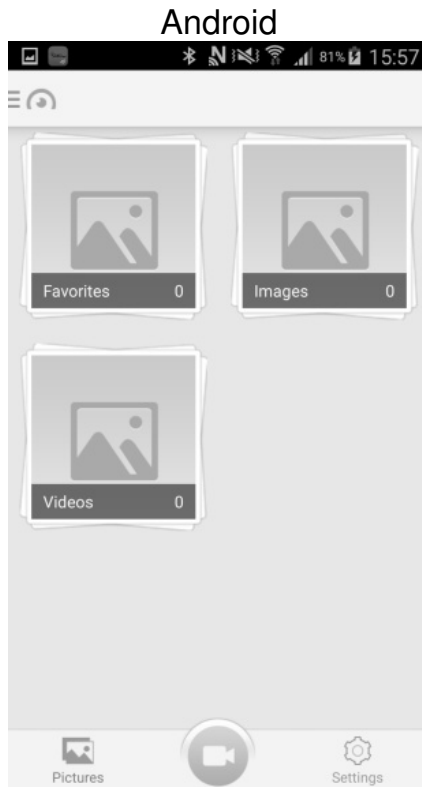 Android
81% 15:57
Favorites 0
Images 0
Videos 0
Pictures
Settings